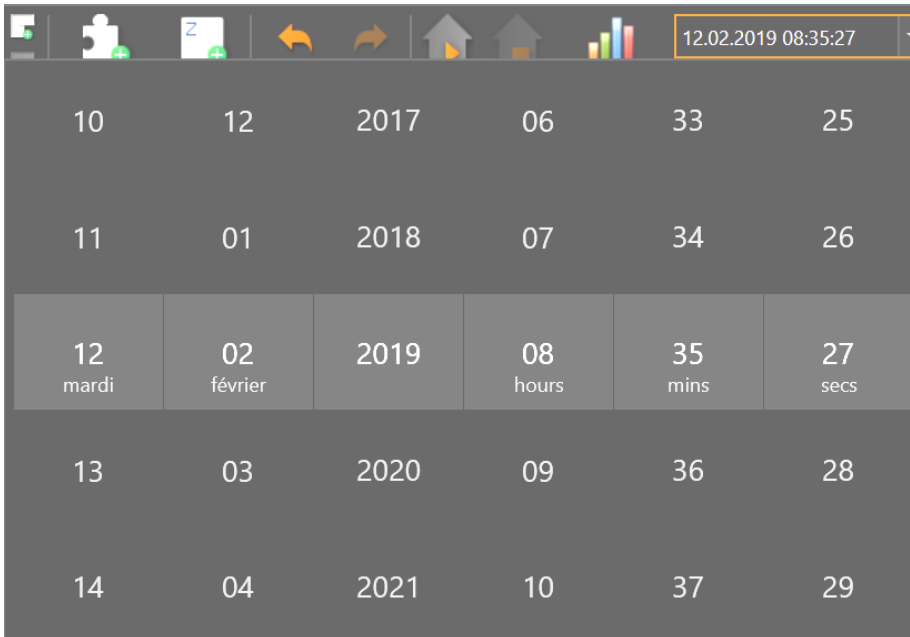 Z
12.02.2019 08:35:27
10 12 2017 06 33 25
11 01 2018 07 34 26
12 02 2019 08 35 27
mardi février hours mins secs
13 03 2020 09 36 28
14 04 2021 10 37 29